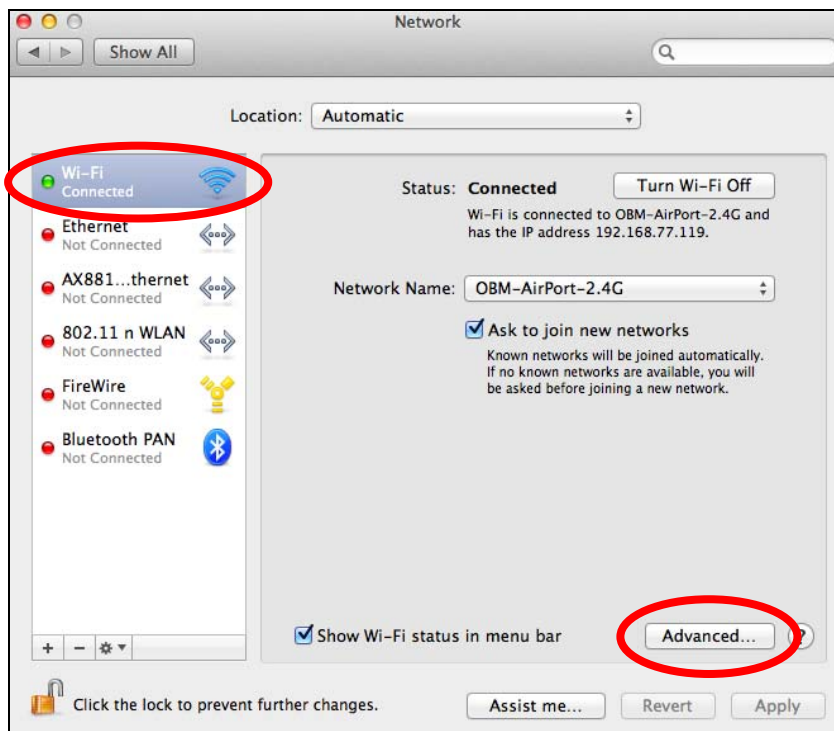 Network
Show All
Location: Automatic
Wi-Fi
Connected
Ethernet
Not Connected
AX881...thernet
Not Connected
802.11 n WLAN
Not Connected
FireWire
Not Connected
Bluetooth PAN
Not Connected
Status: Connected Turn Wi-Fi Off
Wi-Fi is connected to OBM-AirPort-2.4G and
has the IP address 192.168.77.119.
Network Name: OBM-AirPort-2.4G
Ask to join new networks
Known networks will be joined automatically.
If no known networks are available, you will
be asked before joining a new network.
Show Wi-Fi status in menu bar Advanced... ?
+ −
Click the lock to prevent further changes. Assist me... Revert Apply